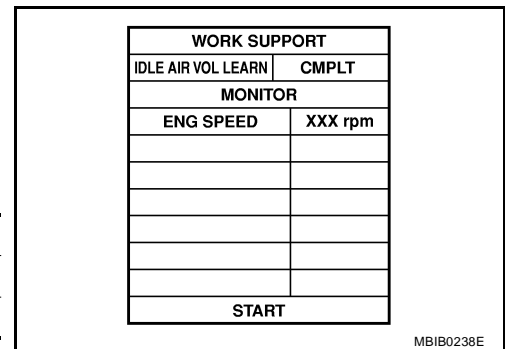 WORK SUPPORT
IDLE AIR VOL LEARN CMPLT
MONITOR
ENG SPEED XXX rpm
START
MBIB0238E